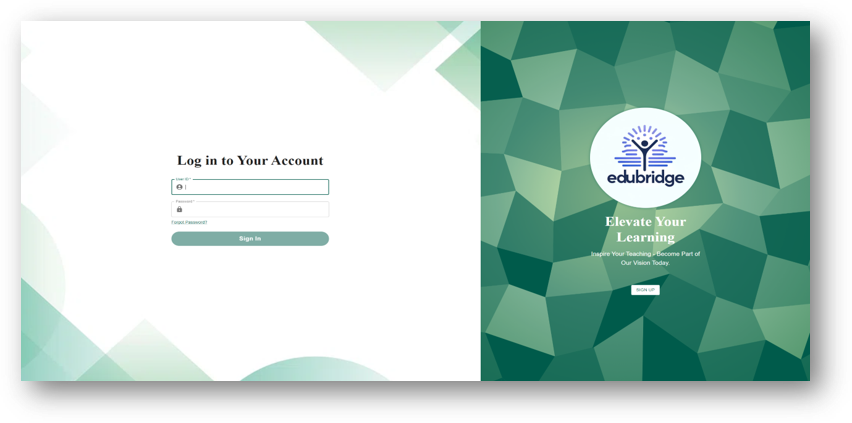 Log in to Your Account
User ID *
Password *
Forgot Password?
Sign In
edubridge
Elevate Your
Learning
Inspire Your Teaching - Become Part of
Our Vision Today.
SIGN UP